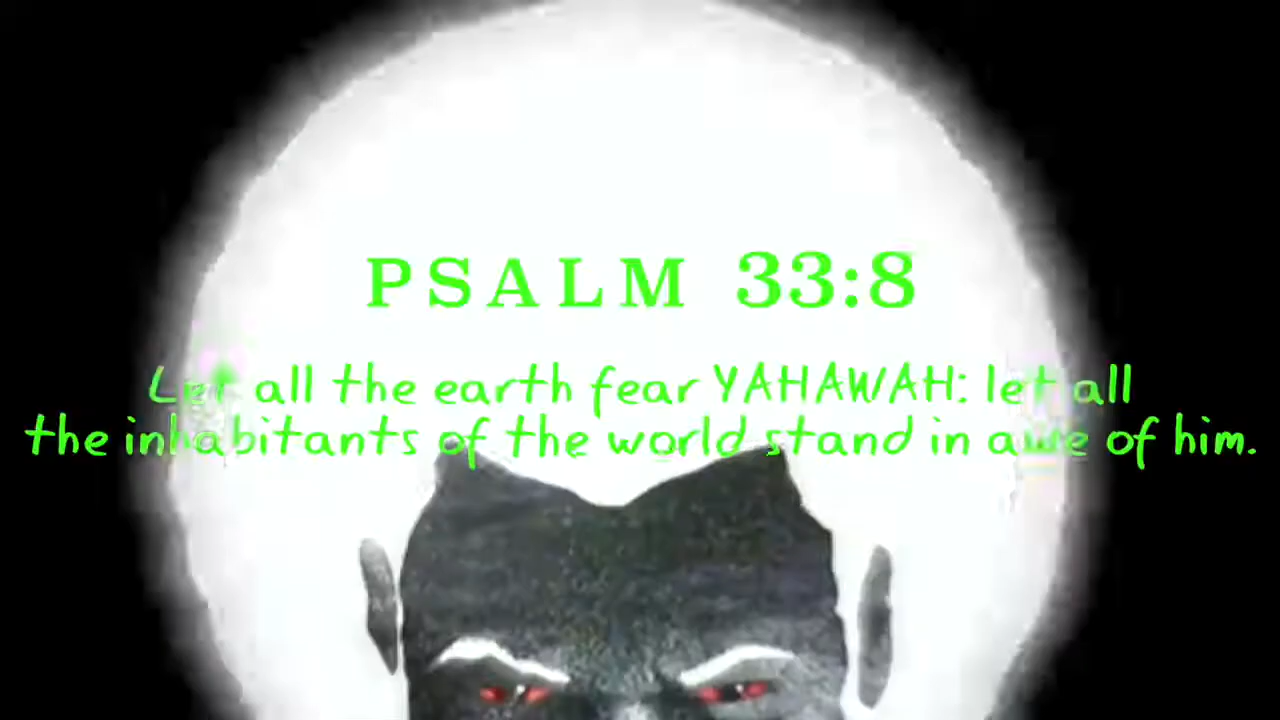 PSALM 33:8
Let all the earth fear YAHAWAH: let all
the inhabitants of the world stand in awe of him.